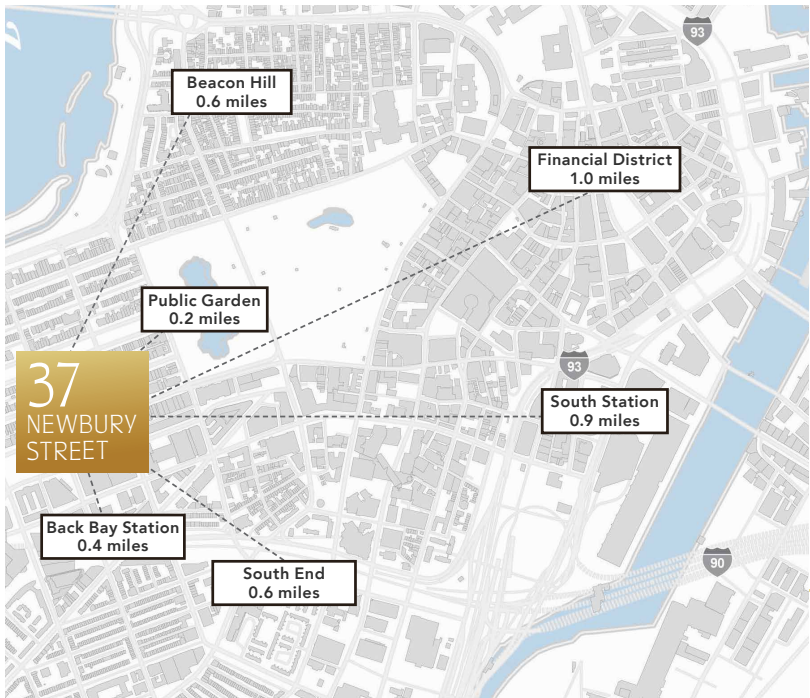 93
Beacon Hill
0.6 miles
Financial District
1.0 miles
Public Garden
0.2 miles
37
NEWBURY
STREET
93
South Station
0.9 miles
Back Bay Station
0.4 miles
South End
0.6 miles
90